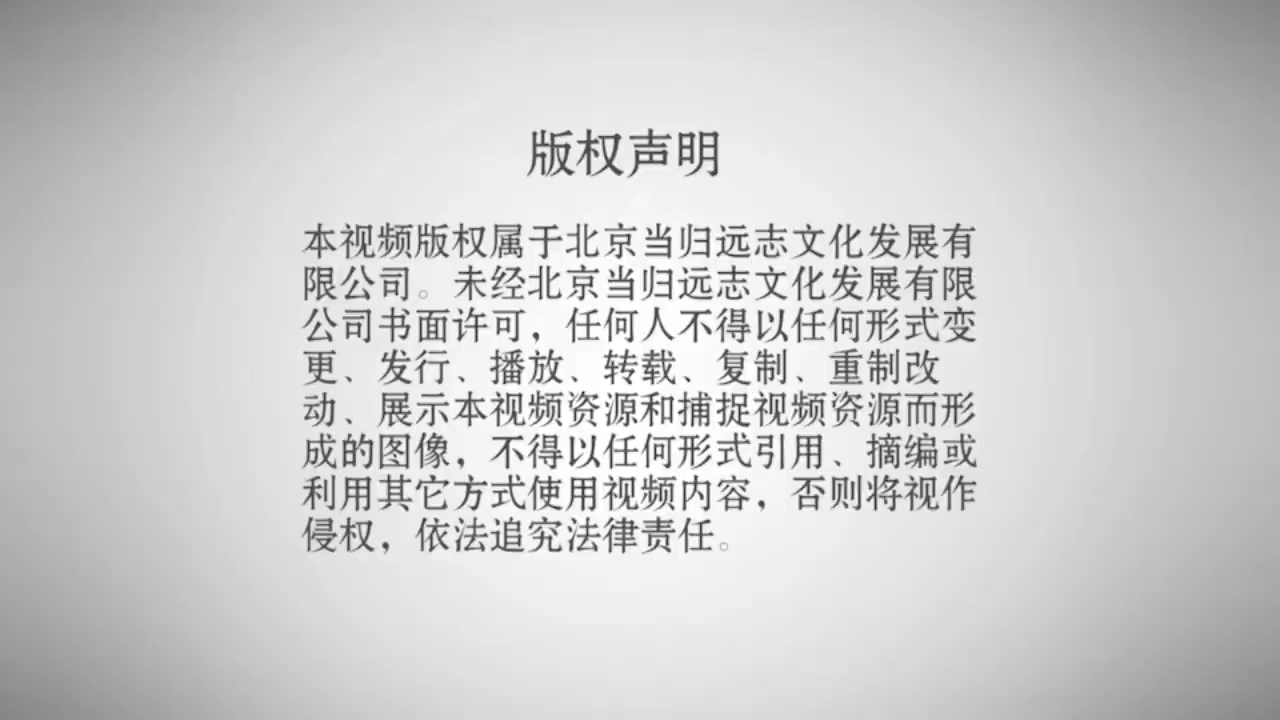 版权声明
本视频版权属于北京当归远志文化发展有
限公司。未经北京当归远志文化发展有限
公司书面许可，任何人不得以任何形式变
更、发行、播放、转载、复制、重制改
动、展示本视频资源和捕捉视频资源而形
成的图像，不得以任何形式引用、摘编或
利用其它方式使用视频内容，否则将视作
侵权，依法追究法律责任。